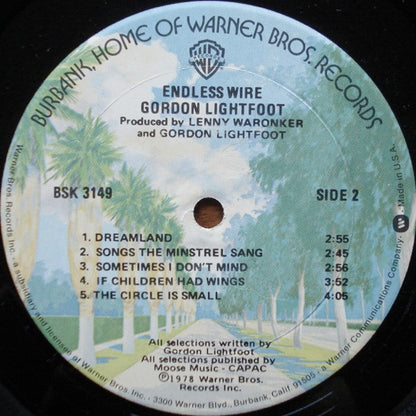 BURBANK, HOME OF WARNER BROS. RECORDS
ENDLESS WIRE
GORDON LIGHTFOOT
Produced by LENNY WARONKER
and GORDON LIGHTFOOT
BSK 3149
SIDE 2
1. DREAMLAND 2:55
2. SONGS THE MINSTREL SANG 2:45
3. SOMETIMES I DON'T MIND 2:56
4. IF CHILDREN HAD WINGS 3:52
5. THE CIRCLE IS SMALL 4:05
All selections written by
Gordon Lightfoot
All selections published by
Moose Music - CAPAC
©1978 Warner Bros.
Records Inc.
Warner Bros. Records Inc., a subsidiary and licensee of Warner Bros. Inc., 3300 Warner Blvd., Burbank, Calif. 91505 - a Warner Communications Company. Made in U.S.A.